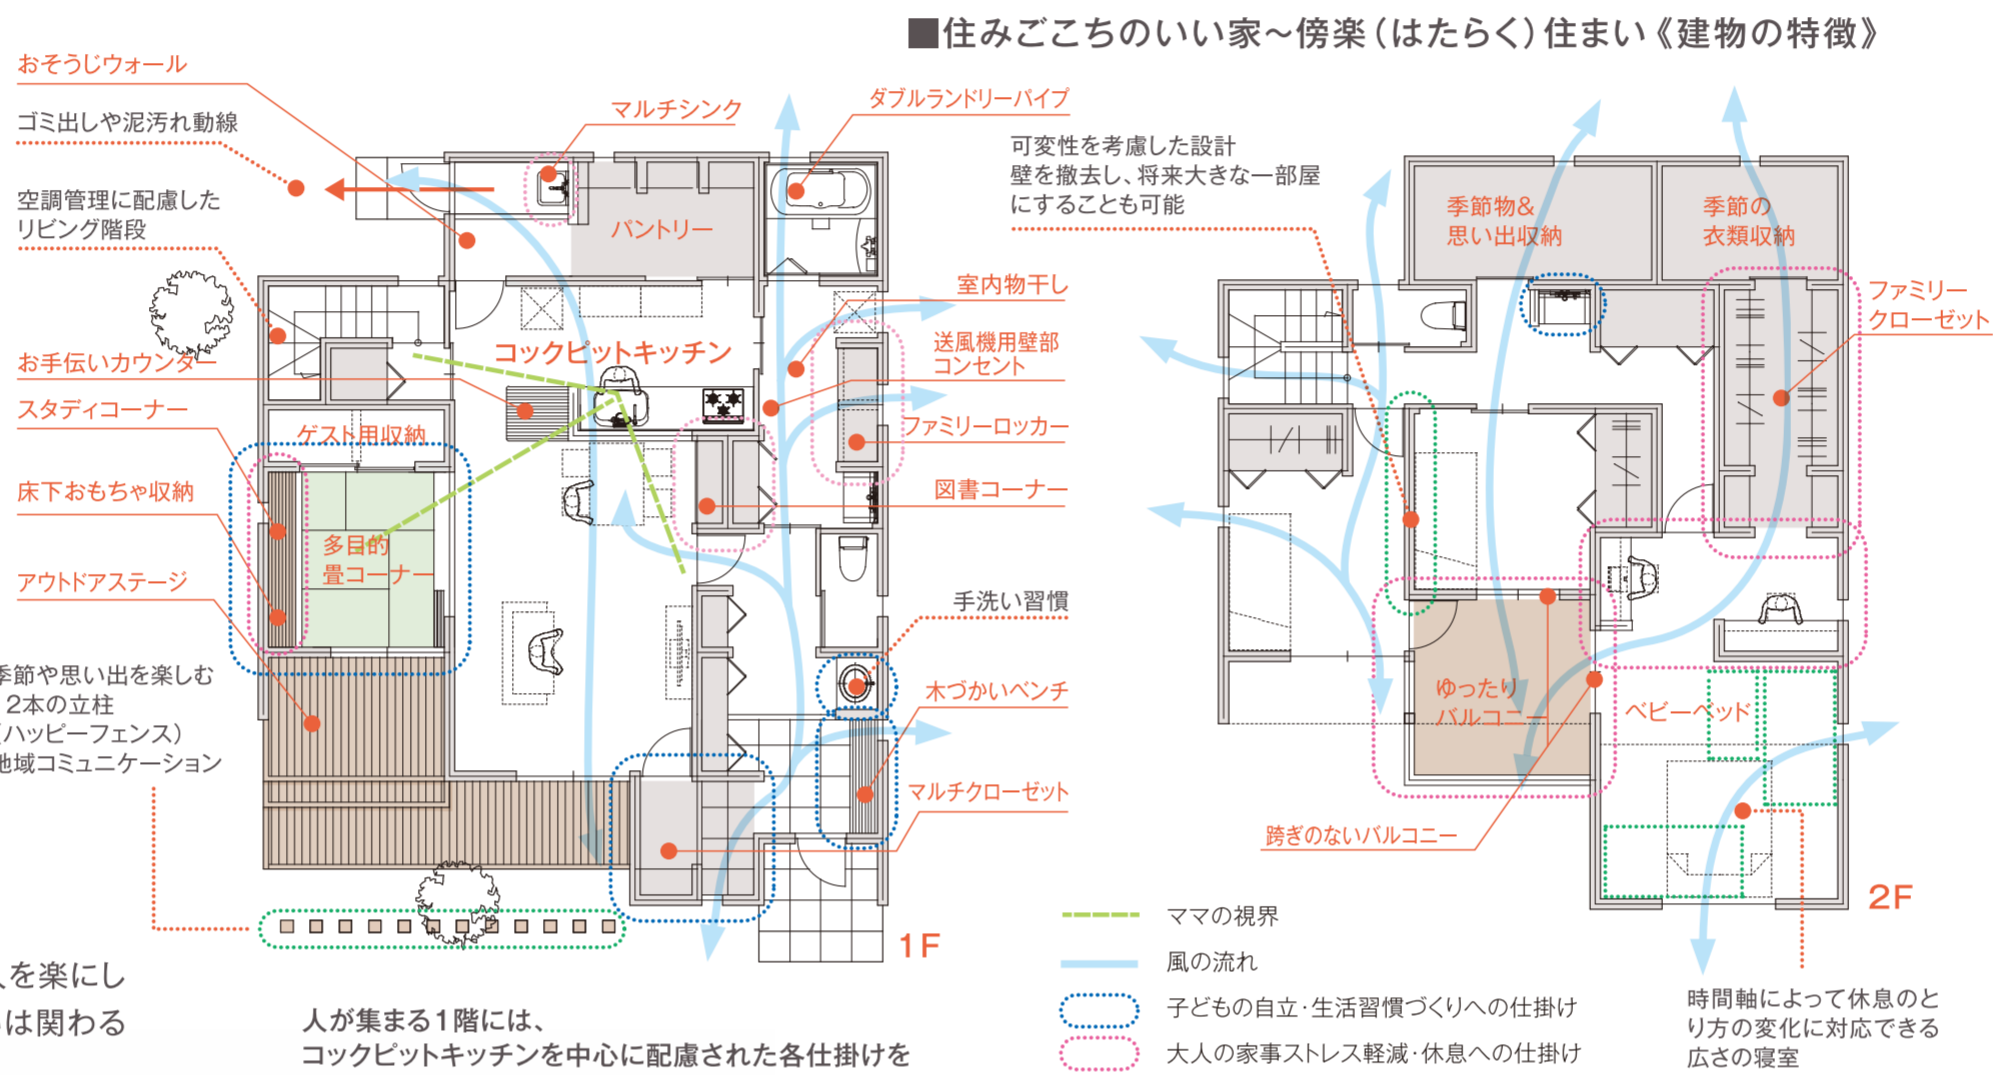 ■住みごこちのいい家～傍楽(はたらく)住まい《建物の特徴》
おそうじウォール
ゴミ出しや泥汚れ動線
空調管理に配慮した
リビング階段
お手伝いカウンター
スタディコーナー
床下おもちゃ収納
アウトドアステージ
季節や思い出を楽しむ
2本の立柱
(ハッピーフェンス)
地域コミュニケーション
マルチシンク
パントリー
コックピットキッチン
ゲスト用収納
多目的
畳コーナー
ダブルランドリーパイプ
室内物干し
送風機用壁部
コンセント
ファミリーロッカー
図書コーナー
手洗い習慣
木づかいベンチ
マルチクローゼット
1F
可変性を考慮した設計
壁を撤去し、将来大きな一部屋
にすることも可能
季節物&
思い出収納
季節の
衣類収納
ファミリー
クローゼット
ゆったり
バルコニー
ベビーベッド
跨ぎのないバルコニー
2F
ママの視界
風の流れ
子どもの自立･生活習慣づくりへの仕掛け
大人の家事ストレス軽減･休息への仕掛け
時間軸によって休息のと
り方の変化に対応できる
広さの寝室
を楽にし
は関わる
人が集まる1階には、
コックピットキッチンを中心に配慮された各仕掛けを